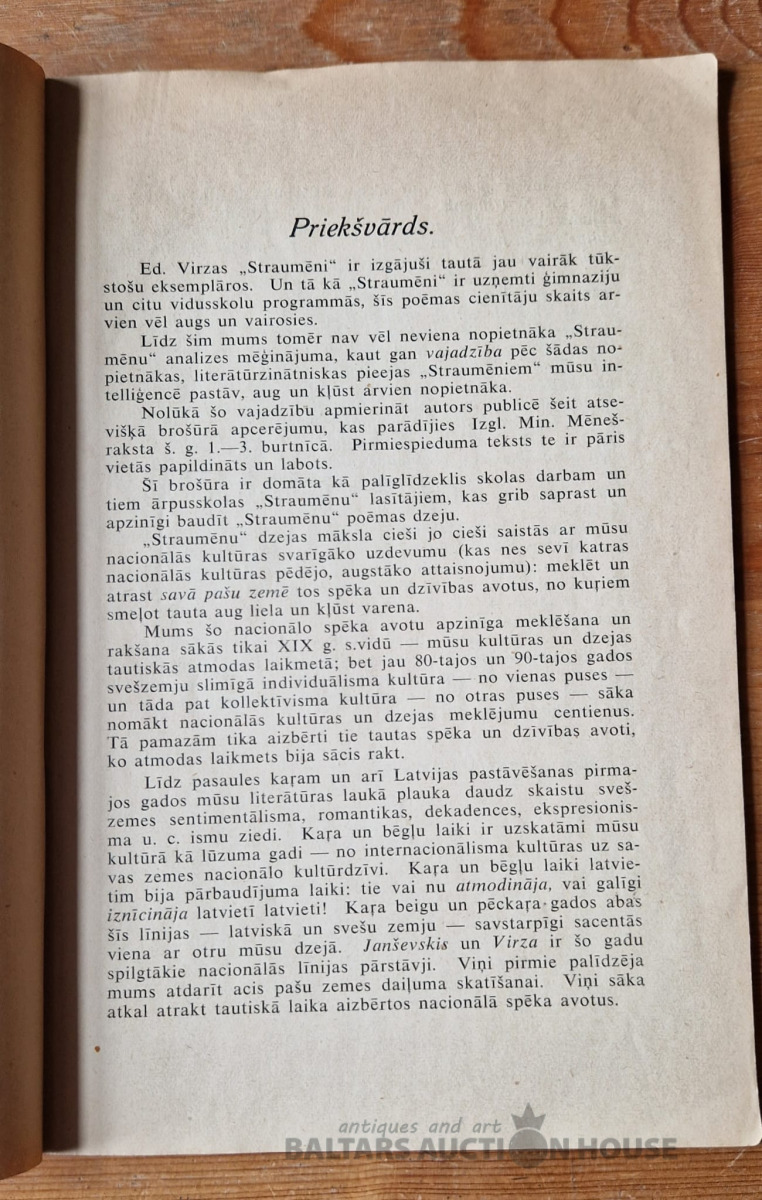 Priekšvārds.
Ed. Virzas „Straumēni“ ir izgājuši tautā jau vairāk tūk-
stošu eksemplāros. Un tā kā „Straumēni“ ir uzņemti ģimnaziju
un citu vidusskolu programmās, šīs poēmas cienītāju skaits ar-
vien vēl augs un vairosies.
Līdz šim mums tomēr nav vēl neviena nopietnāka „Strau-
mēnu“ analizes mēģinājuma, kaut gan vajadzība pēc šādas no-
pietnākas, literātūrzinātniskas pieejas „Straumēniem“ mūsu in-
telliģencē pastāv, aug un kļūst arvien nopietnāka.
Nolūkā šo vajadzību apmierināt autors publicē šeit atse-
višķā brošūrā apcerējumu, kas parādījies Izgl. Min. Mēneš-
raksta š. g. 1.—3. burtnīcā. Pirmiespieduma teksts te ir pāris
vietās papildināts un labots.
Šī brošūra ir domāta kā palīglīdzeklis skolas darbam un
tiem ārpusskolas „Straumēnu“ lasītājiem, kas grib saprast un
apzinīgi baudīt „Straumēnu“ poēmas dzeju.
„Straumēnu“ dzejas māksla cieši jo cieši saistās ar mūsu
nacionālās kultūras svarīgāko uzdevumu (kas nes sevī katras
nacionālās kultūras pēdējo, augstāko attaisnojumu): meklēt un
atrast savā pašu zemē tos spēka un dzīvības avotus, no kuŗiem
smeļot tauta aug liela un kļūst varena.
Mums šo nacionālo spēka avotu apzinīga meklēšana un
rakšana sākās tikai XIX g. s.vidū — mūsu kultūras un dzejas
tautiskās atmodas laikmetā; bet jau 80-tajos un 90-tajos gados
svešzemju slimīgā individuālisma kultūra — no vienas puses —
un tāda pat kollektīvisma kultūra — no otras puses — sāka
nomākt nacionālās kultūras un dzejas meklējumu centienus.
Tā pamazām tika aizbērti tie tautas spēka un dzīvības avoti,
ko atmodas laikmets bija sācis rakt.
Līdz pasaules kaŗam un arī Latvijas pastāvēšanas pirma-
jos gados mūsu literātūras laukā plauka daudz skaistu sveš-
zemes sentimentālisma, romantikas, dekadences, ekspresionis-
ma u. c. ismu ziedi. Kaŗa un bēgļu laiki ir uzskatāmi mūsu
kultūrā kā lūzuma gadi — no internacionālisma kultūras uz sa-
vas zemes nacionālo kultūrdzīvi. Kaŗa un bēgļu laiki latvie-
tim bija pārbaudījuma laiki: tie vai nu atmodināja, vai galīgi
iznīcināja latvietī latvieti! Kaŗa beigu un pēckaŗa gados abas
šīs līnijas — latviskā un svešu zemju — savstarpīgi sacentās
viena ar otru mūsu dzejā. Janševskis un Virza ir šo gadu
spilgtākie nacionālās līnijas pārstāvji. Viņi pirmie palīdzēja
mums atdarīt acis pašu zemes daiļuma skatīšanai. Viņi sāka
atkal atrakt tautiskā laika aizbērtos nacionālā spēka avotus.
antiques and art
BALTARS AUCTION HOUSE